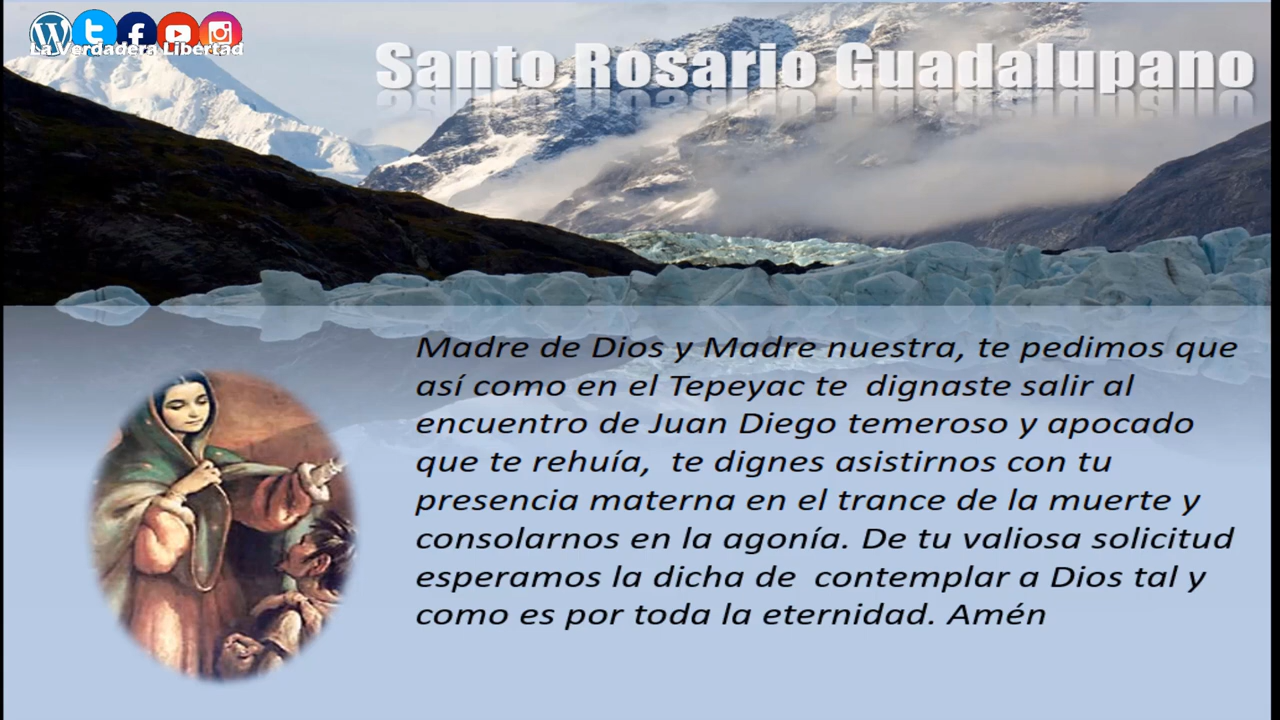 La Verdadera Libertad
Santo Rosario Guadalupano
Madre de Dios y Madre nuestra, te pedimos que
así como en el Tepeyac te dignaste salir al
encuentro de Juan Diego temeroso y apocado
que te rehuía, te dignes asistirnos con tu
presencia materna en el trance de la muerte y
consolarnos en la agonía. De tu valiosa solicitud
esperamos la dicha de contemplar a Dios tal y
como es por toda la eternidad. Amén